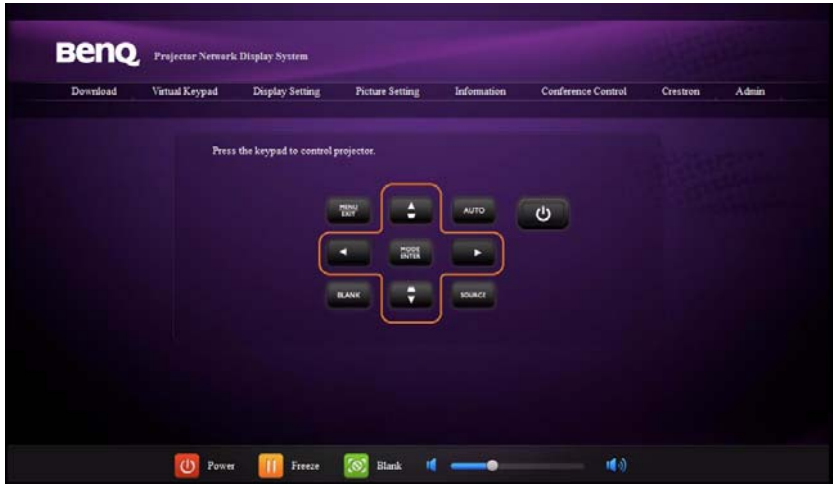 BenQ Projector Network Display System
Download Virtual Keypad Display Setting Picture Setting Information Conference Control Crestron Admin
Press the keypad to control projector.
MENU
EXIT
AUTO
MODE
ENTER
BLANK
SOURCE
Power Freeze Blank